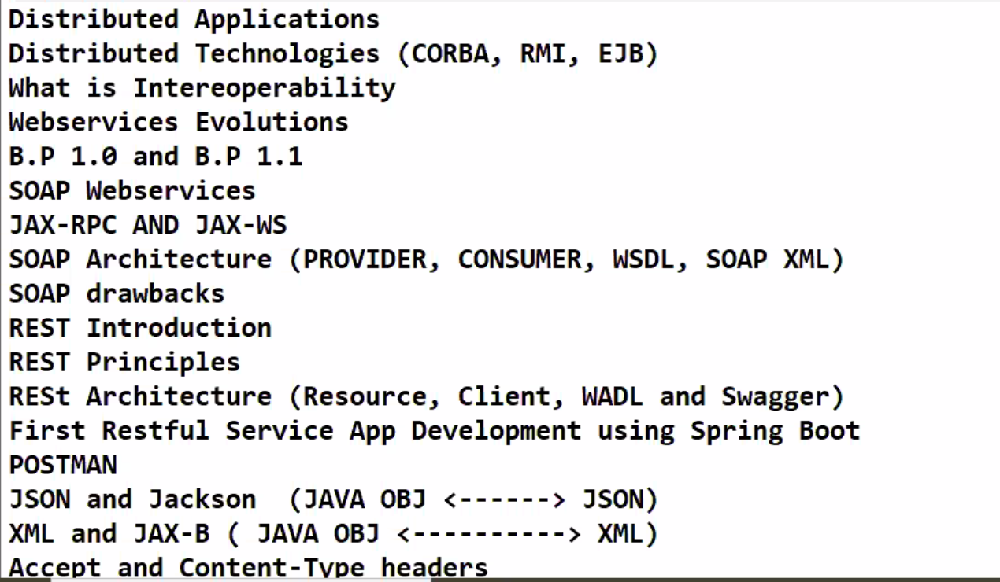 Distributed Applications
Distributed Technologies (CORBA, RMI, EJB)
What is Intereoperability
Webservices Evolutions
B.P 1.0 and B.P 1.1
SOAP Webservices
JAX-RPC AND JAX-WS
SOAP Architecture (PROVIDER, CONSUMER, WSDL, SOAP XML)
SOAP drawbacks
REST Introduction
REST Principles
RESt Architecture (Resource, Client, WADL and Swagger)
First Restful Service App Development using Spring Boot
POSTMAN
JSON and Jackson  (JAVA OBJ <------> JSON)
XML and JAX-B ( JAVA OBJ <----------> XML)
Accept and Content-Type headers